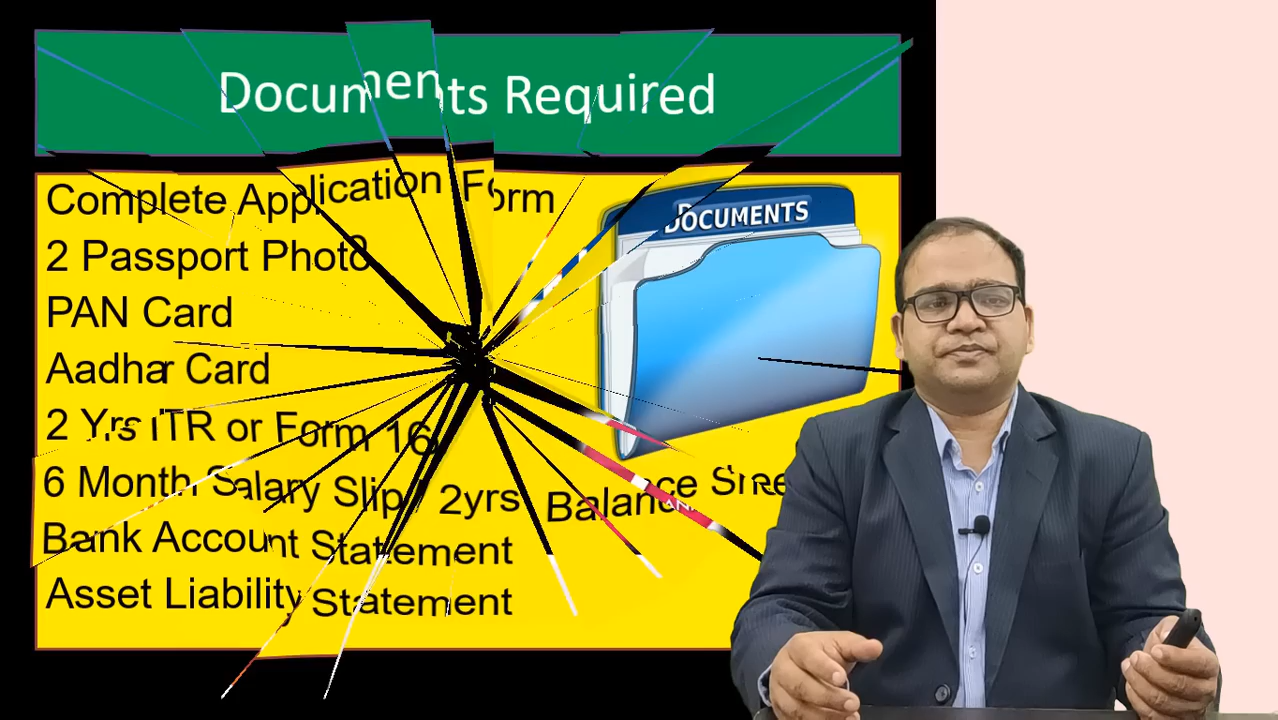 Documents Required
Complete Application Form
2 Passport Photo
PAN Card
Aadhar Card
2 Yrs ITR or Form 16
6 Month Salary Slip / 2yrs Balance Shee
Bank Account Statement
Asset Liability Statement
DOCUMENTS